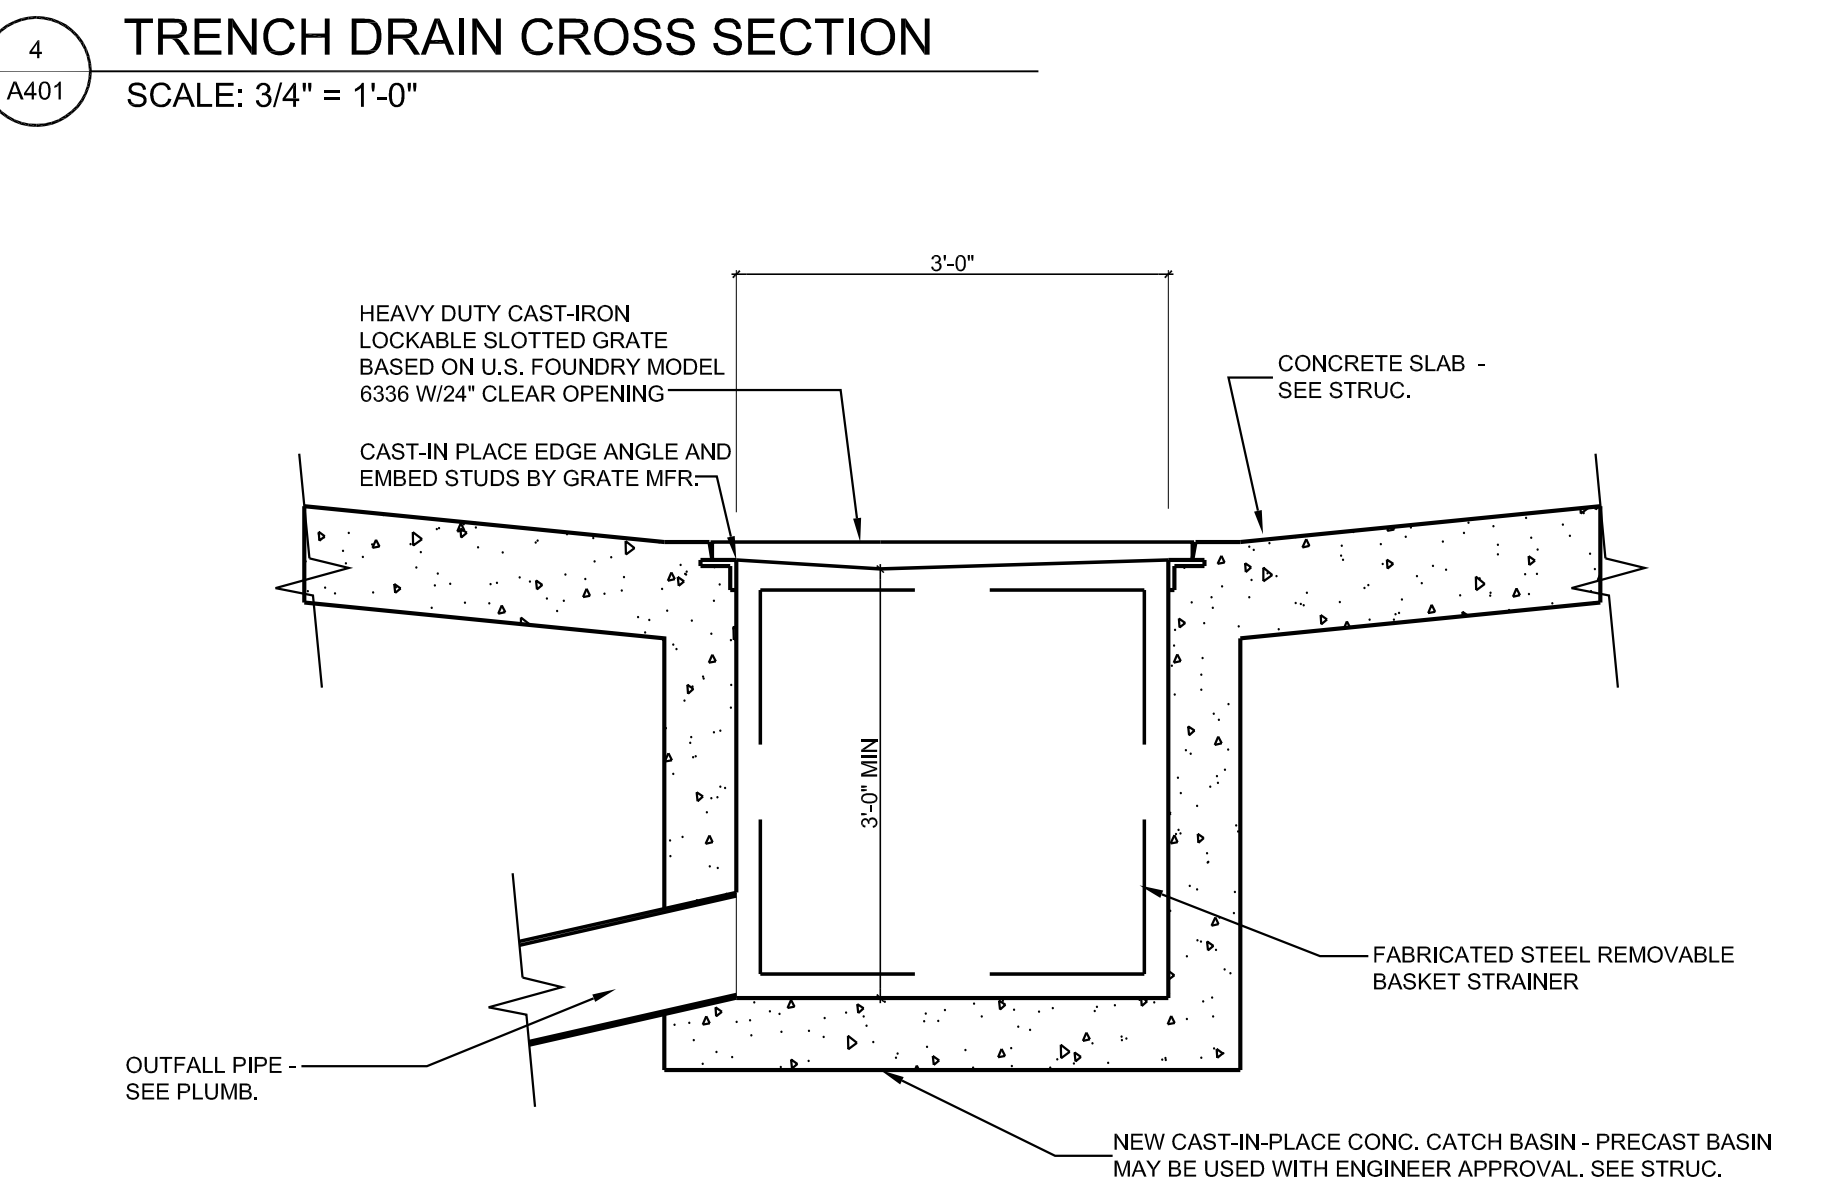 4
A401
TRENCH DRAIN CROSS SECTION
SCALE: 3/4" = 1'-0"
3'-0"
HEAVY DUTY CAST-IRON
LOCKABLE SLOTTED GRATE
BASED ON U.S. FOUNDRY MODEL
6336 W/24" CLEAR OPENING
CONCRETE SLAB -
SEE STRUC.
CAST-IN PLACE EDGE ANGLE AND
EMBED STUDS BY GRATE MFR.
3'-0" MIN
FABRICATED STEEL REMOVABLE
BASKET STRAINER
OUTFALL PIPE -
SEE PLUMB.
NEW CAST-IN-PLACE CONC. CATCH BASIN - PRECAST BASIN
MAY BE USED WITH ENGINEER APPROVAL. SEE STRUC.